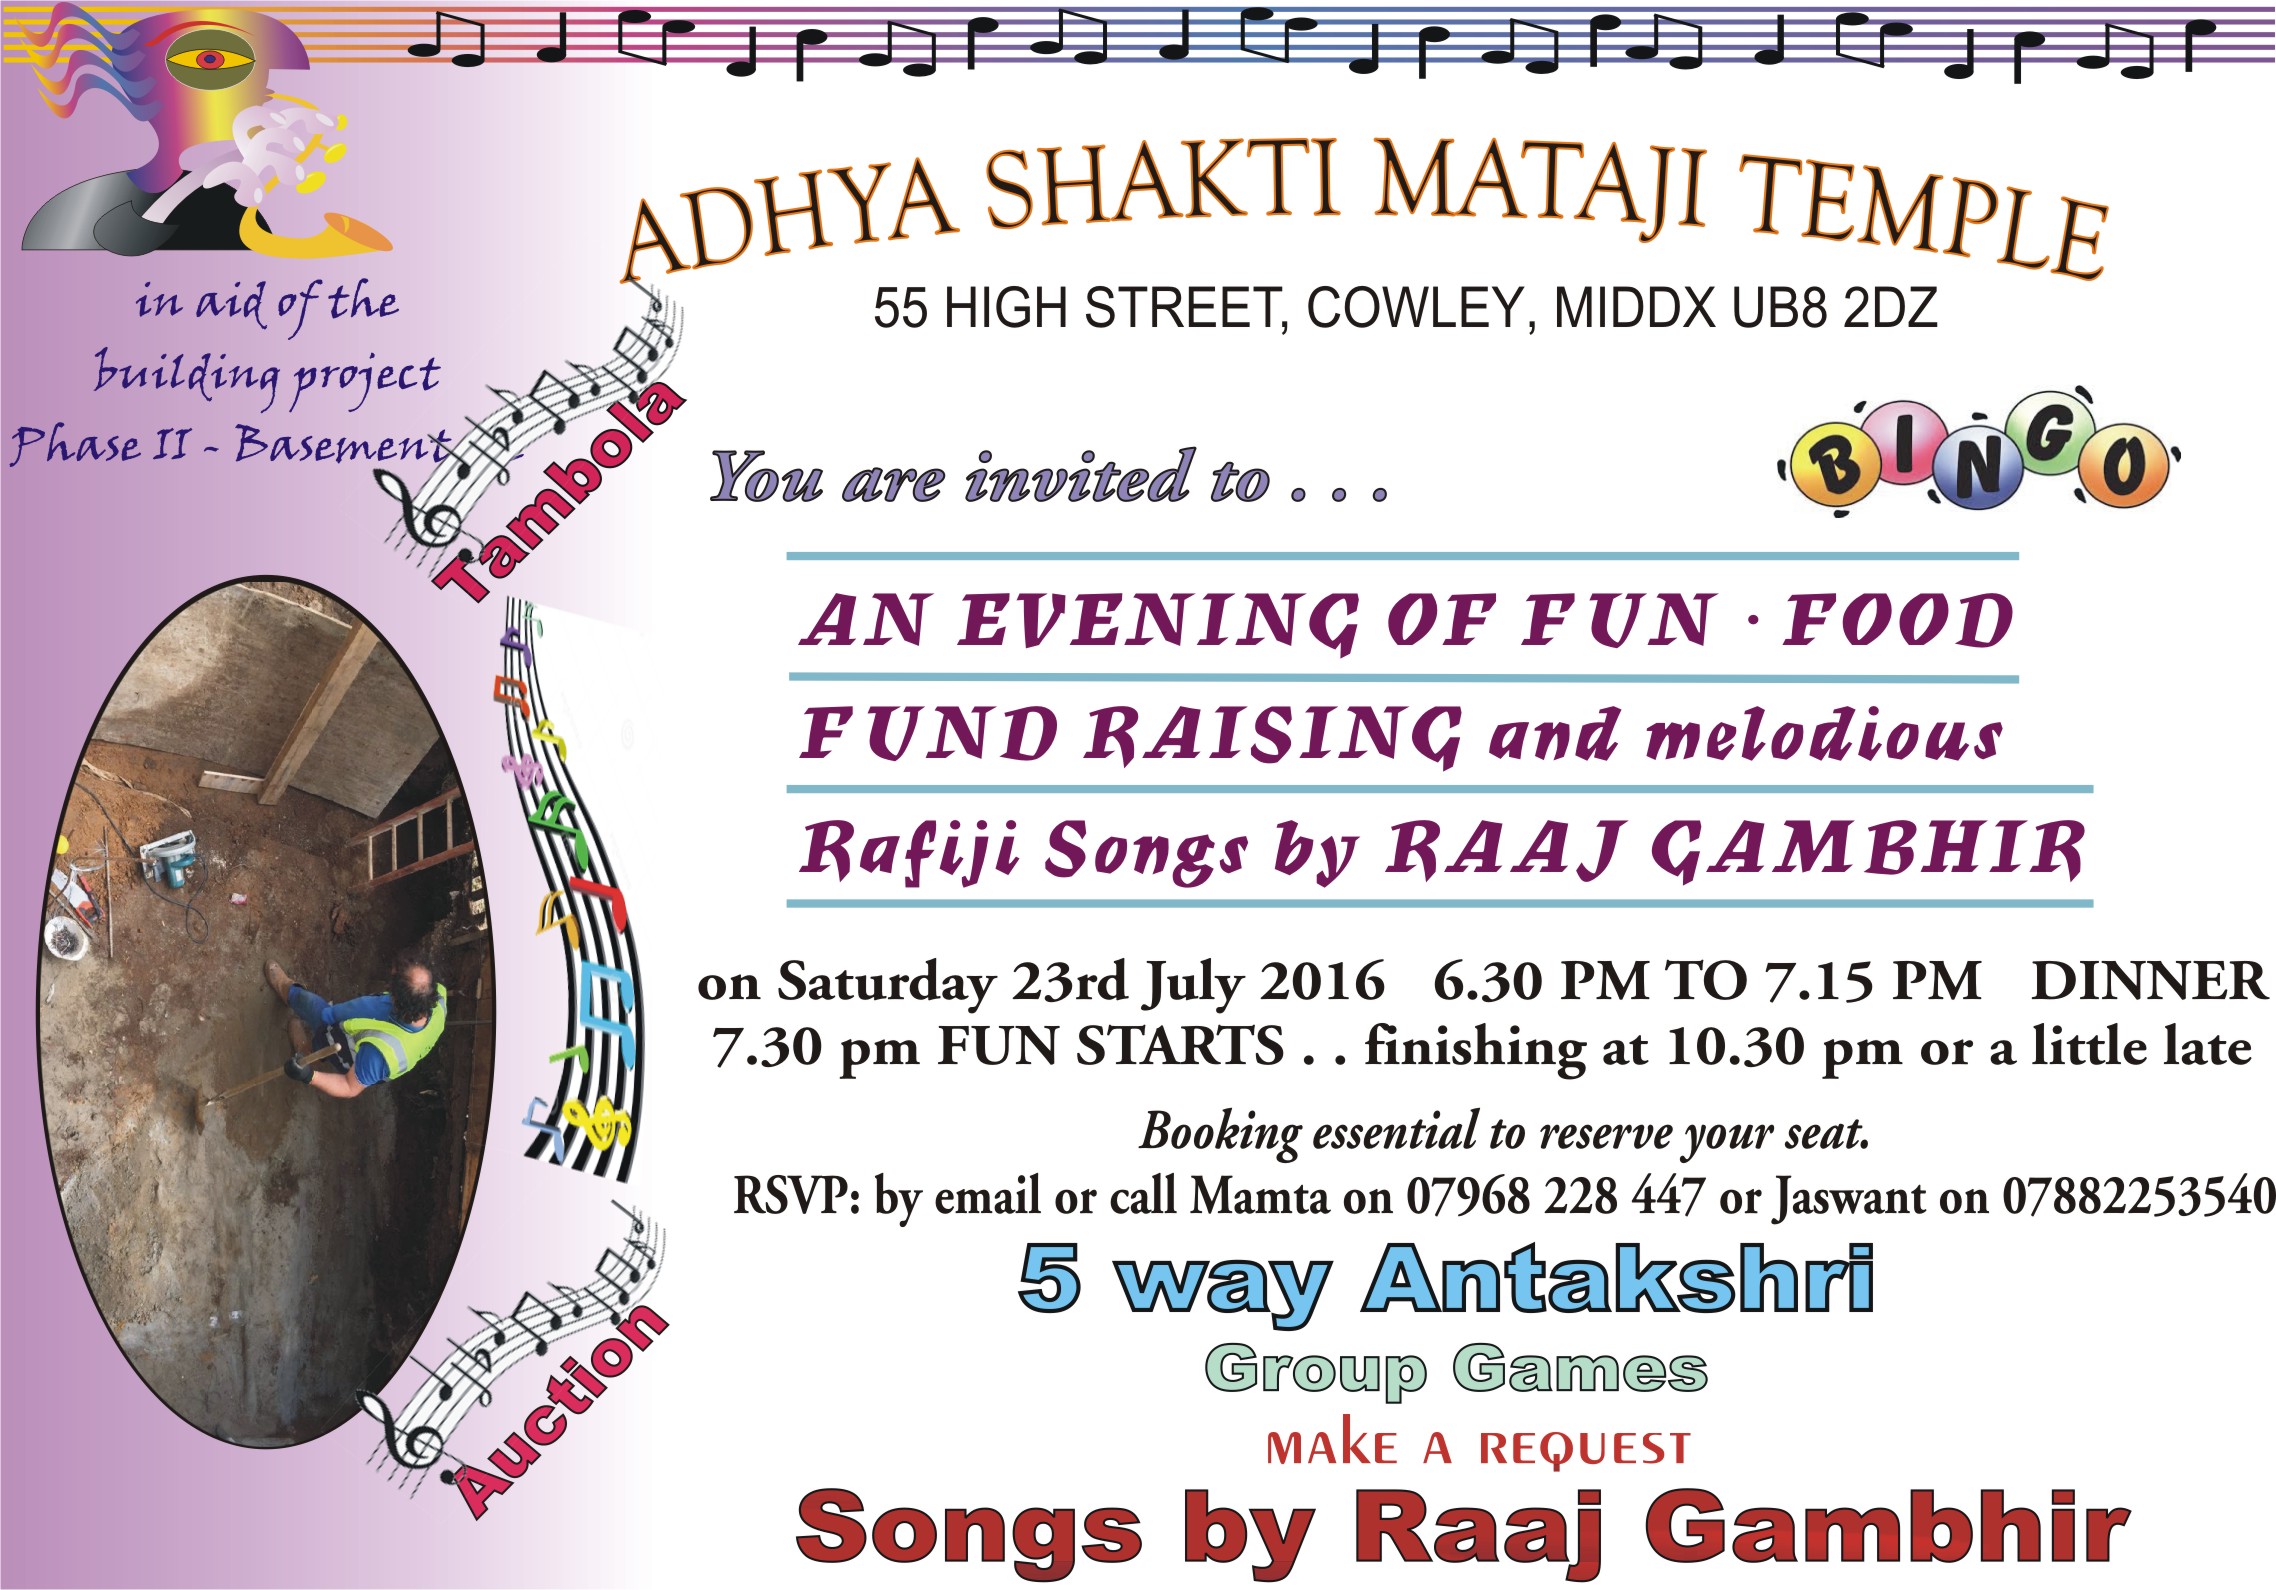 ADHYA SHAKTI MATAJI TEMPLE
55 HIGH STREET, COWLEY, MIDDX UB8 2DZ
in aid of the
building project
Phase II - Basement
Tambola
BINGO
You are invited to . . .
AN EVENING OF FUN · FOOD
FUND RAISING and melodious
Rafiji Songs by RAAJ GAMBHIR
on Saturday 23rd July 2016 6.30 PM TO 7.15 PM DINNER
7.30 pm FUN STARTS . . finishing at 10.30 pm or a little late
Booking essential to reserve your seat.
RSVP: by email or call Mamta on 07968 228 447 or Jaswant on 07882253540
Auction
5 way Antakshri
Group Games
MAkE A REQUEST
Songs by Raaj Gambhir